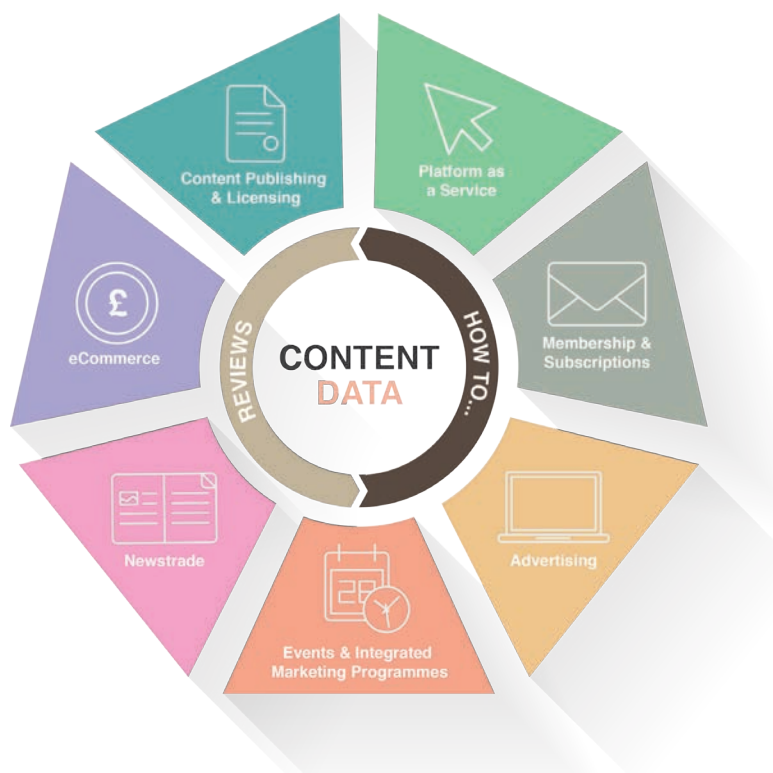 Content Publishing
& Licensing
Platform as
a Service
£
eCommerce
Membership &
Subscriptions
REVIEWS
CONTENT
DATA
HOW TO...
Newstrade
Advertising
28
Events & Integrated
Marketing Programmes